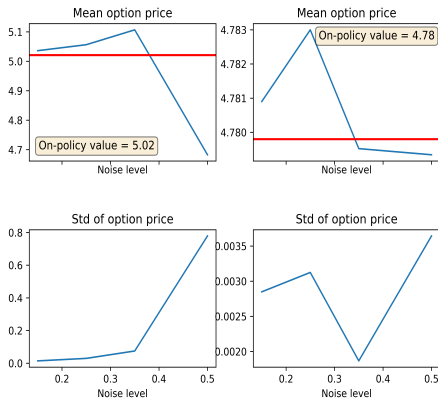 Mean option price
Mean option price
5.1
5.0
4.9
4.8
4.7
On-policy value = 5.02
Noise level
4.783
4.782
4.781
4.780
On-policy value = 4.78
Noise level
Std of option price
Std of option price
0.8
0.6
0.4
0.2
0.0
0.2
0.3
0.4
0.5
Noise level
0.0035
0.0030
0.0025
0.0020
0.2
0.3
0.4
0.5
Noise level